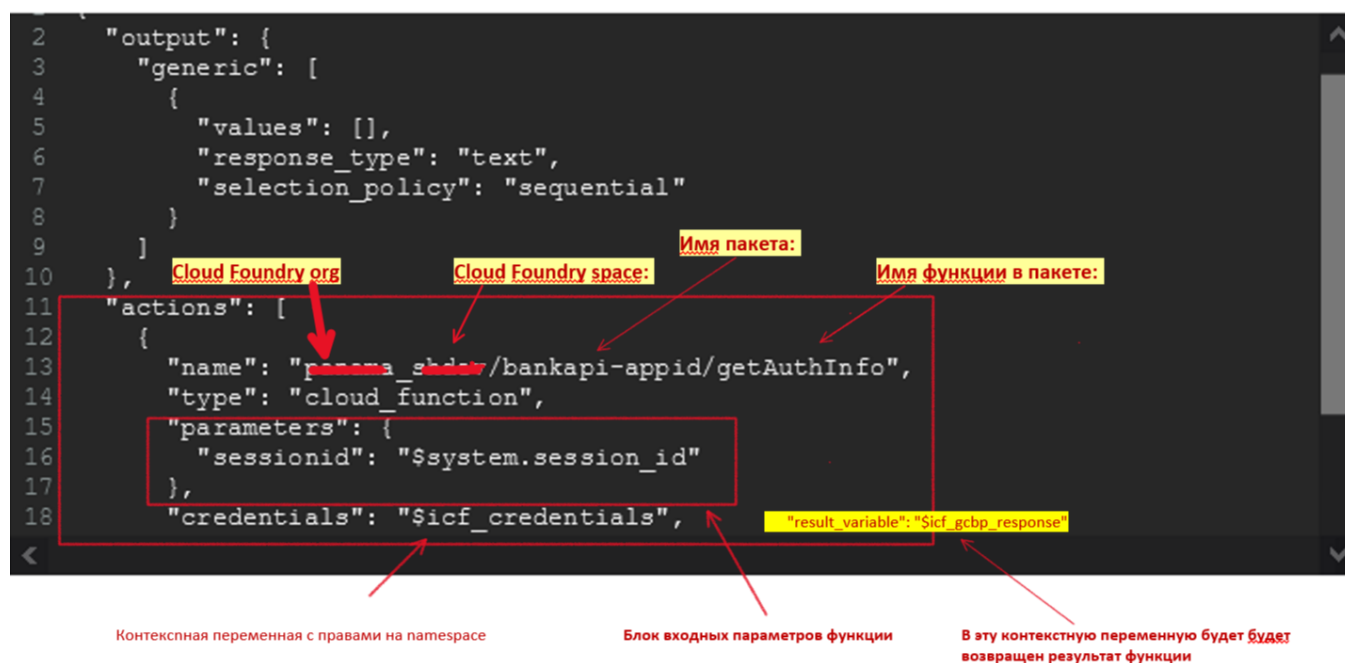 2 "output": {
3 "generic": [
4 {
5 "values": [],
6 "response_type": "text",
7 "selection_policy": "sequential"
8 }
9 ]
Имя пакета:
10 }, Cloud Foundry org Cloud Foundry space: Имя функции в пакете:
11 "actions": [
12 {
13 "name": "/bankapi-appid/getAuthInfo",
14 "type": "cloud_function",
15 "parameters": {
16 "sessionid": "$system.session_id"
17 },
18 "credentials": "$icf_credentials", "result_variable": "$icf_gcbp_response"
Контекспная переменная с правами на namespace
Блок входных параметров функции
В эту контекстную переменную будет будет
возвращен результат функции